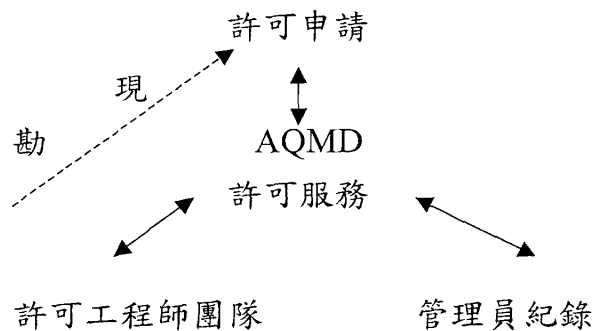 許可申請
現
勘
AQMD
許可服務
許可工程師團隊
管理員紀錄